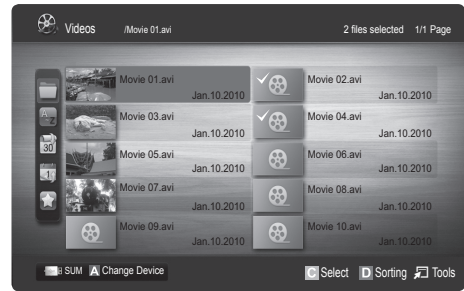 Videos /Movie 01.avi 2 files selected 1/1 Page
Movie 01.avi Movie 02.avi
Jan.10.2010 Jan.10.2010
Movie 03.avi Movie 04.avi
Jan.10.2010 Jan.10.2010
Movie 05.avi Movie 06.avi
Jan.10.2010 Jan.10.2010
Movie 07.avi Movie 08.avi
Jan.10.2010 Jan.10.2010
Movie 09.avi Movie 10.avi
Jan.10.2010 Jan.10.2010
A
Z
30
1
SUM A Change Device C Select D Sorting Tools